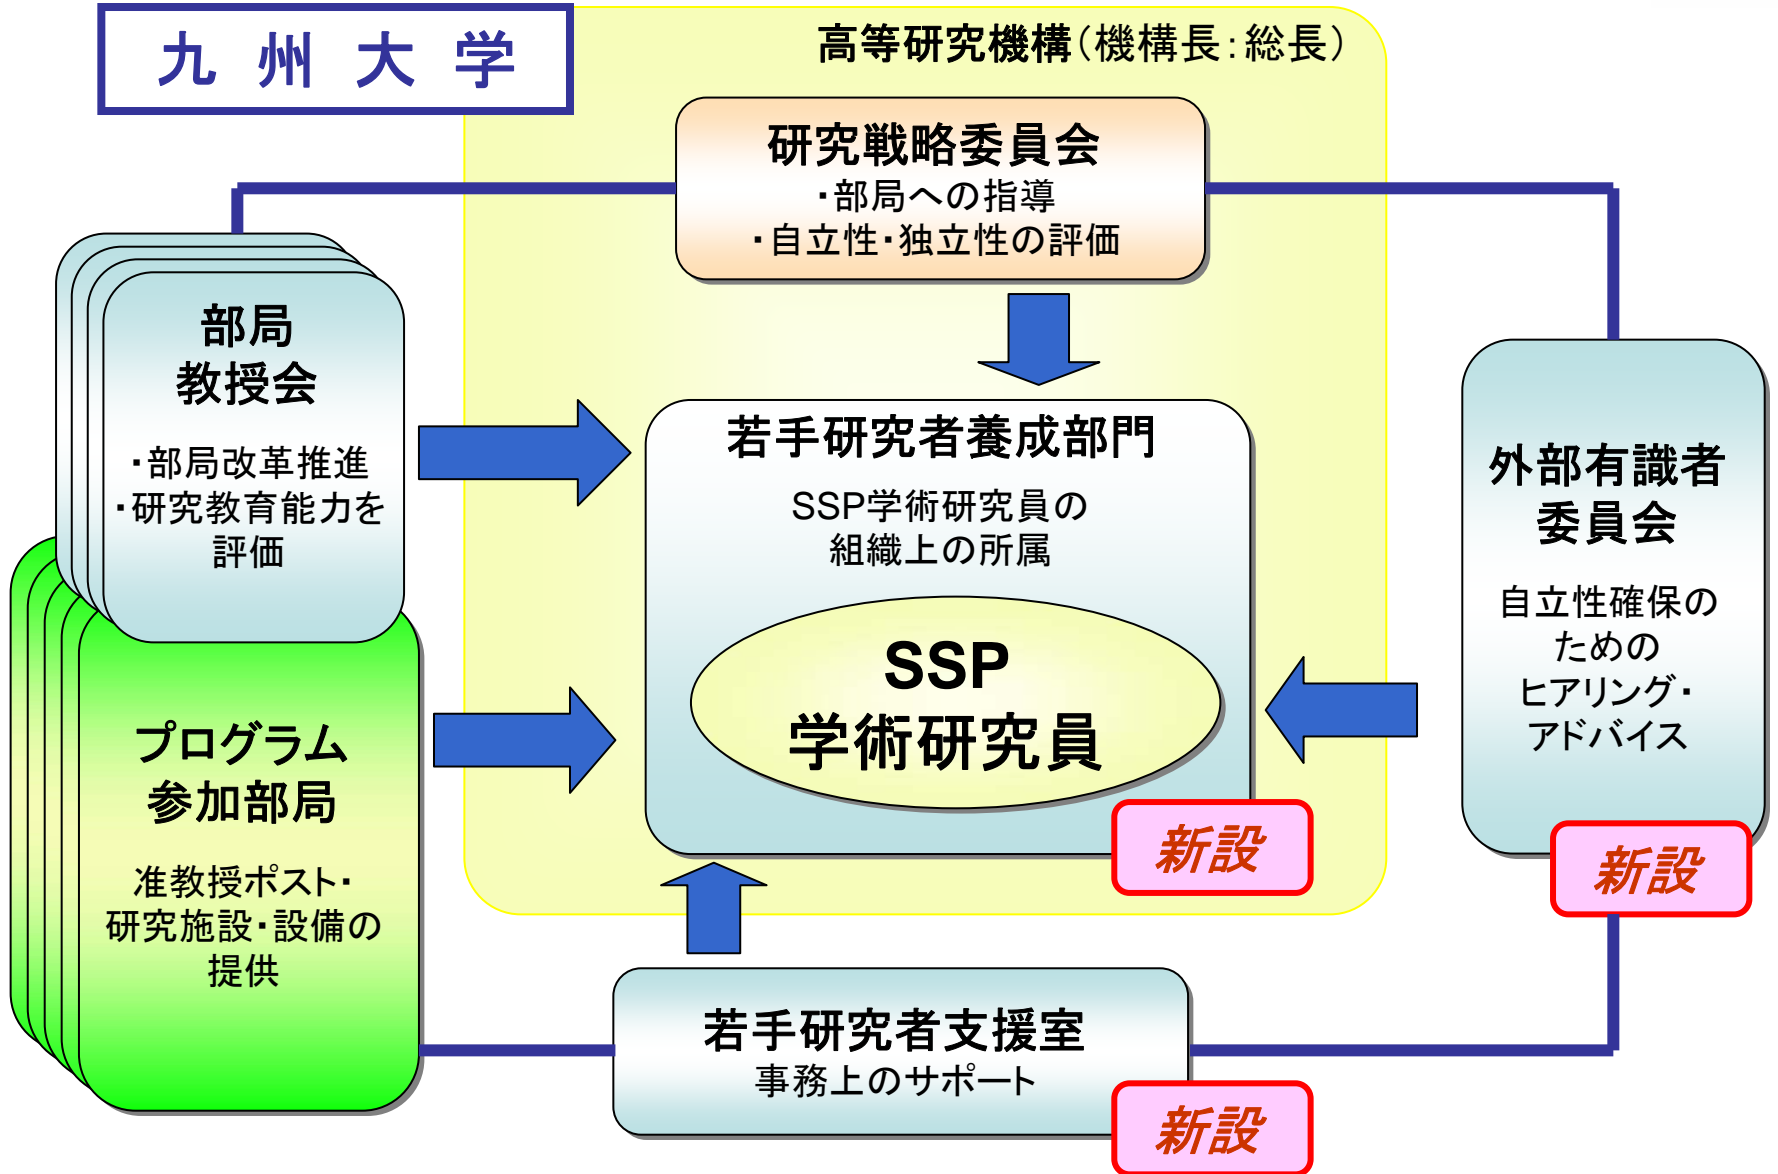 九州大学
高等研究機構(機構長:総長)
研究戦略委員会
・部局への指導
・自立性・独立性の評価
部局
教授会
・部局改革推進
・研究教育能力を
評価
若手研究者養成部門
SSP学術研究員の
組織上の所属
SSP
学術研究員
新設
外部有識者
委員会
自立性確保の
ための
ヒアリング・
アドバイス
新設
プログラム
参加部局
准教授ポスト・
研究施設・設備の
提供
若手研究者支援室
事務上のサポート
新設